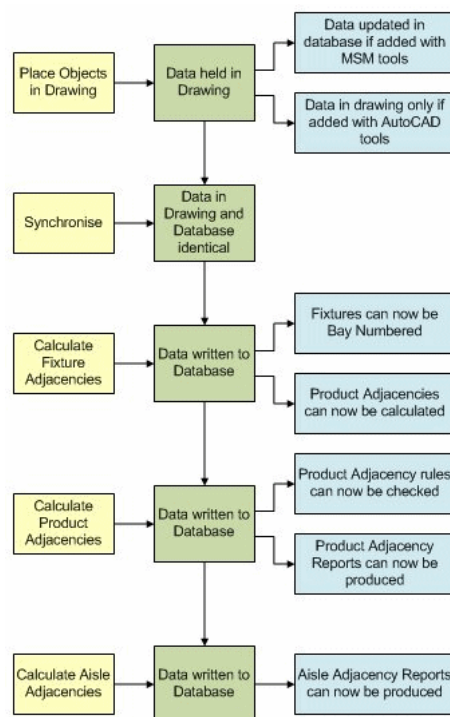 Place Objects
in Drawing
Data held in
Drawing
Data updated in
database if added with
MSM tools
Data in drawing only if
added with AutoCAD
tools
Synchronise
Data in
Drawing and
Database
identical
Calculate
Fixture
Adjacencies
Data written to
Database
Fixtures can now be
Bay Numbered
Product Adjacencies
can now be calculated
Calculate
Product
Adjacencies
Data written to
Database
Product Adjacency rules
can now be checked
Product Adjacency
Reports can now be
produced
Calculate Aisle
Adjacencies
Data written to
Database
Aisle Adjacency Reports
can now be produced